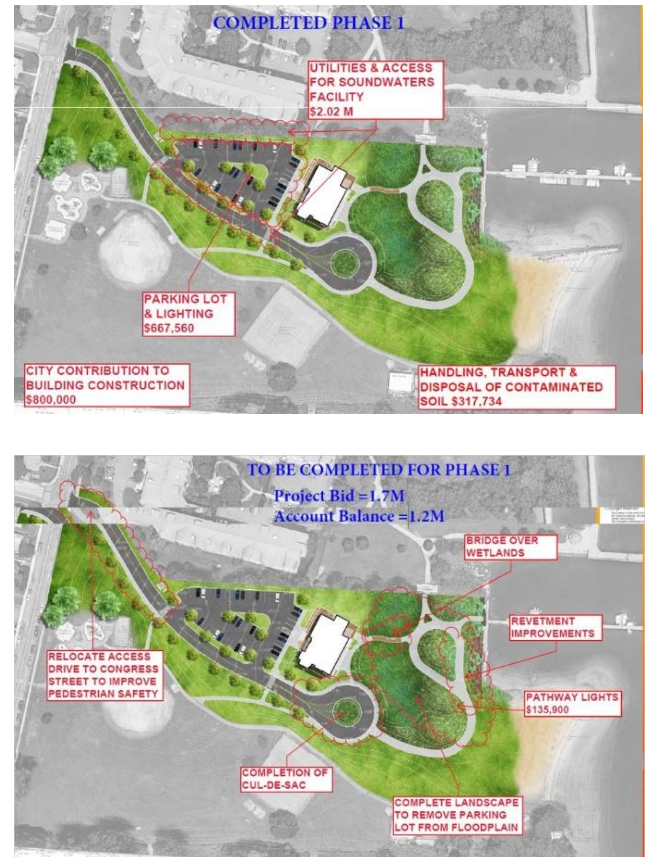 COMPLETED PHASE 1
UTILITIES & ACCESS
FOR SOUNDWATERS
FACILITY
$2.02 M
PARKING LOT
& LIGHTING
$667,560
CITY CONTRIBUTION TO
BUILDING CONSTRUCTION
$800,000
HANDLING, TRANSPORT &
DISPOSAL OF CONTAMINATED
SOIL $317,734
TO BE COMPLETED FOR PHASE 1
Project Bid =1.7M
Account Balance =1.2M
BRIDGE OVER
WETLANDS
REVETMENT
IMPROVEMENTS
RELOCATE ACCESS
DRIVE TO CONGRESS
STREET TO IMPROVE
PEDESTRIAN SAFETY
PATHWAY LIGHTS
$135,900
COMPLETION OF
CUL-DE-SAC
COMPLETE LANDSCAPE
TO REMOVE PARKING
LOT FROM FLOODPLAIN